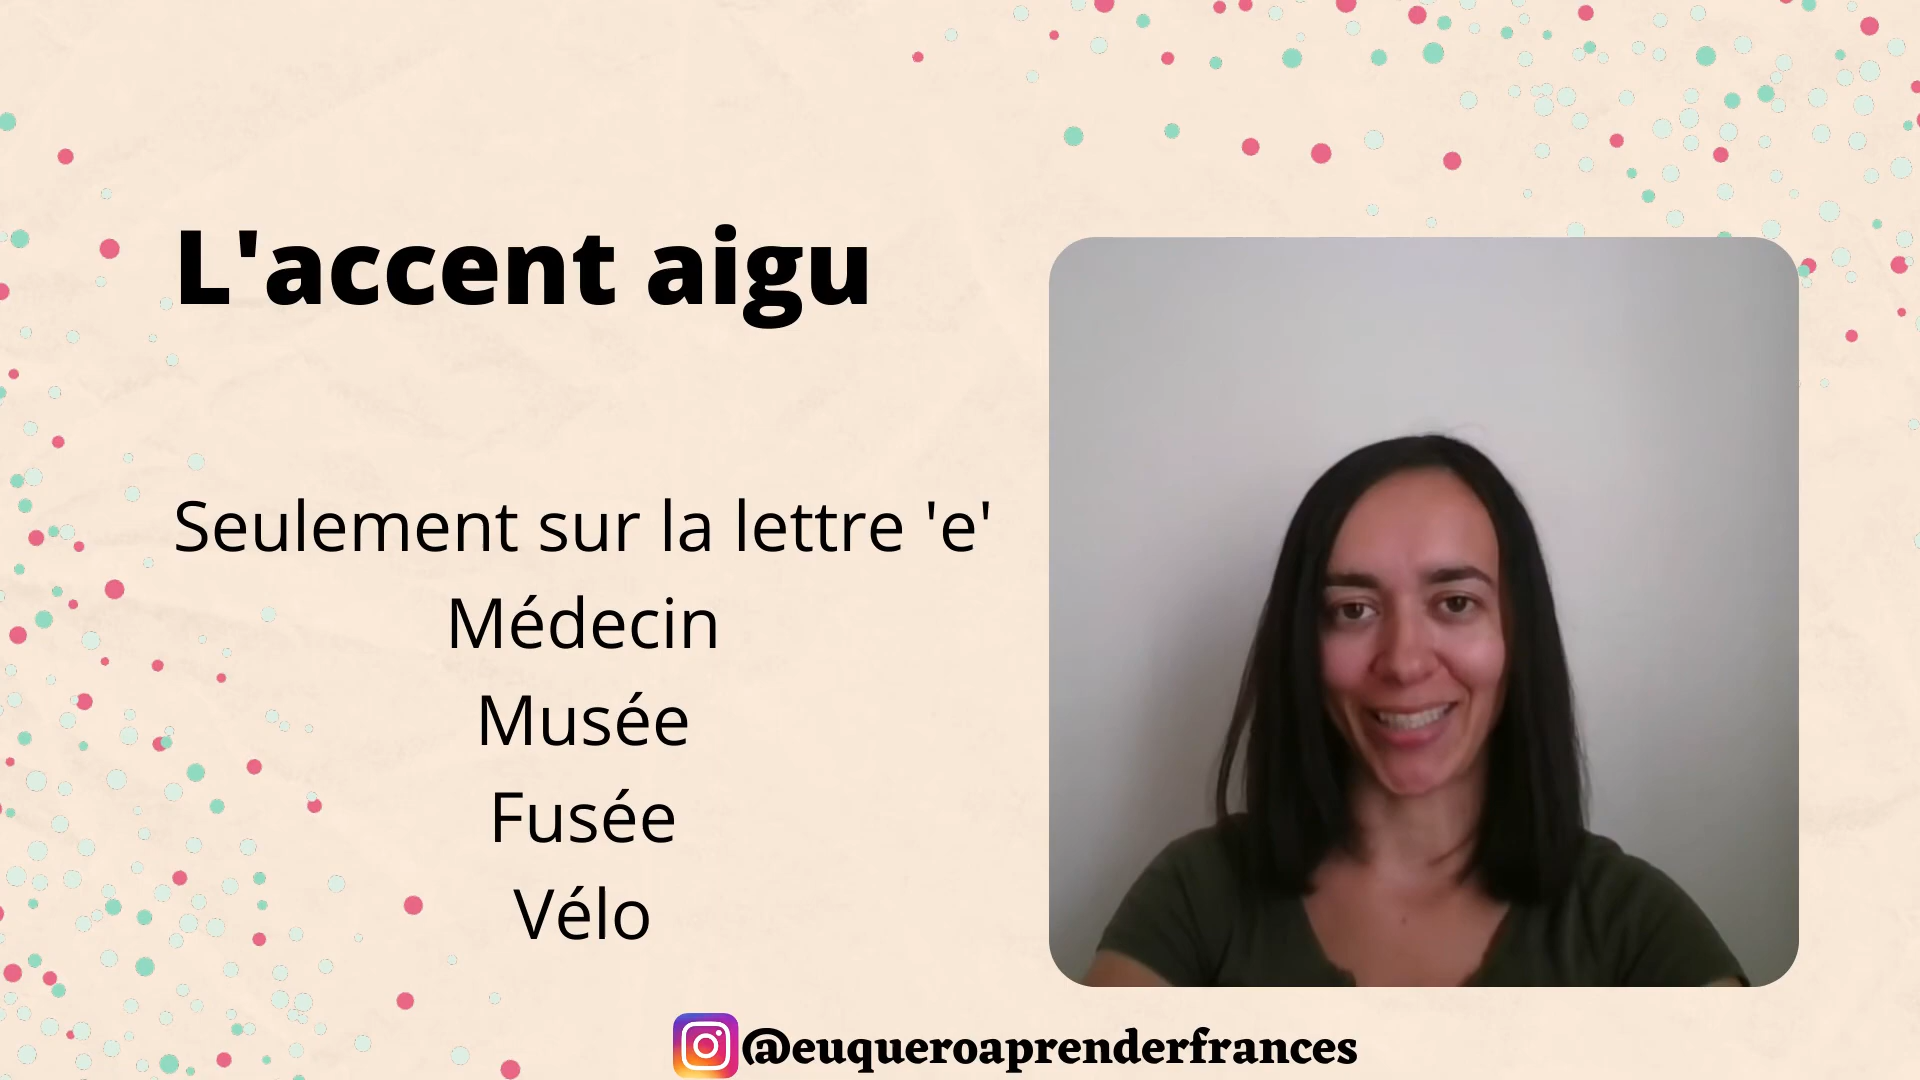 L'accent aigu
Seulement sur la lettre 'e'
Médecin
Musée
Fusée
Vélo
@euqueroaprenderfrances